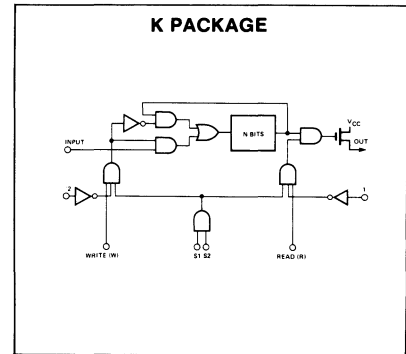 K PACKAGE
VCC
INPUT
N BITS
OUT
2
1
WRITE (W)
S1 S2
READ (R)